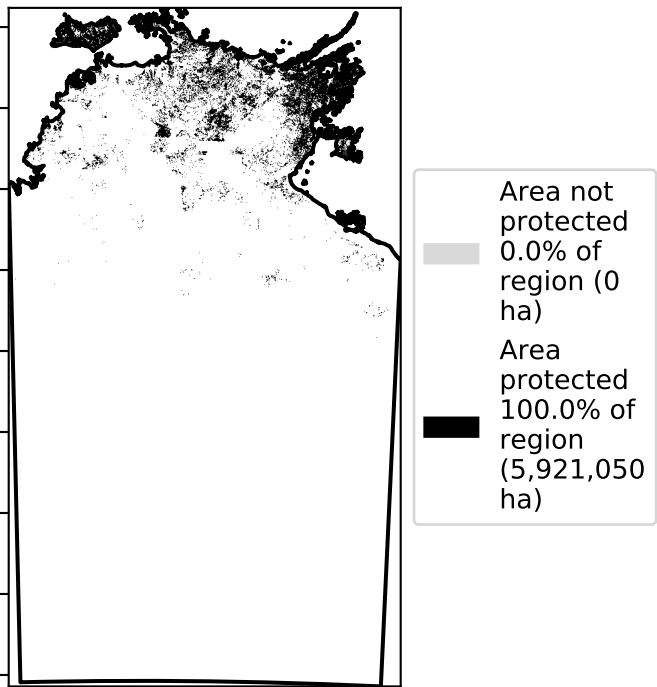 Area not
protected
0.0% of
region (0
ha)
Area
protected
100.0% of
region
(5,921,050
ha)